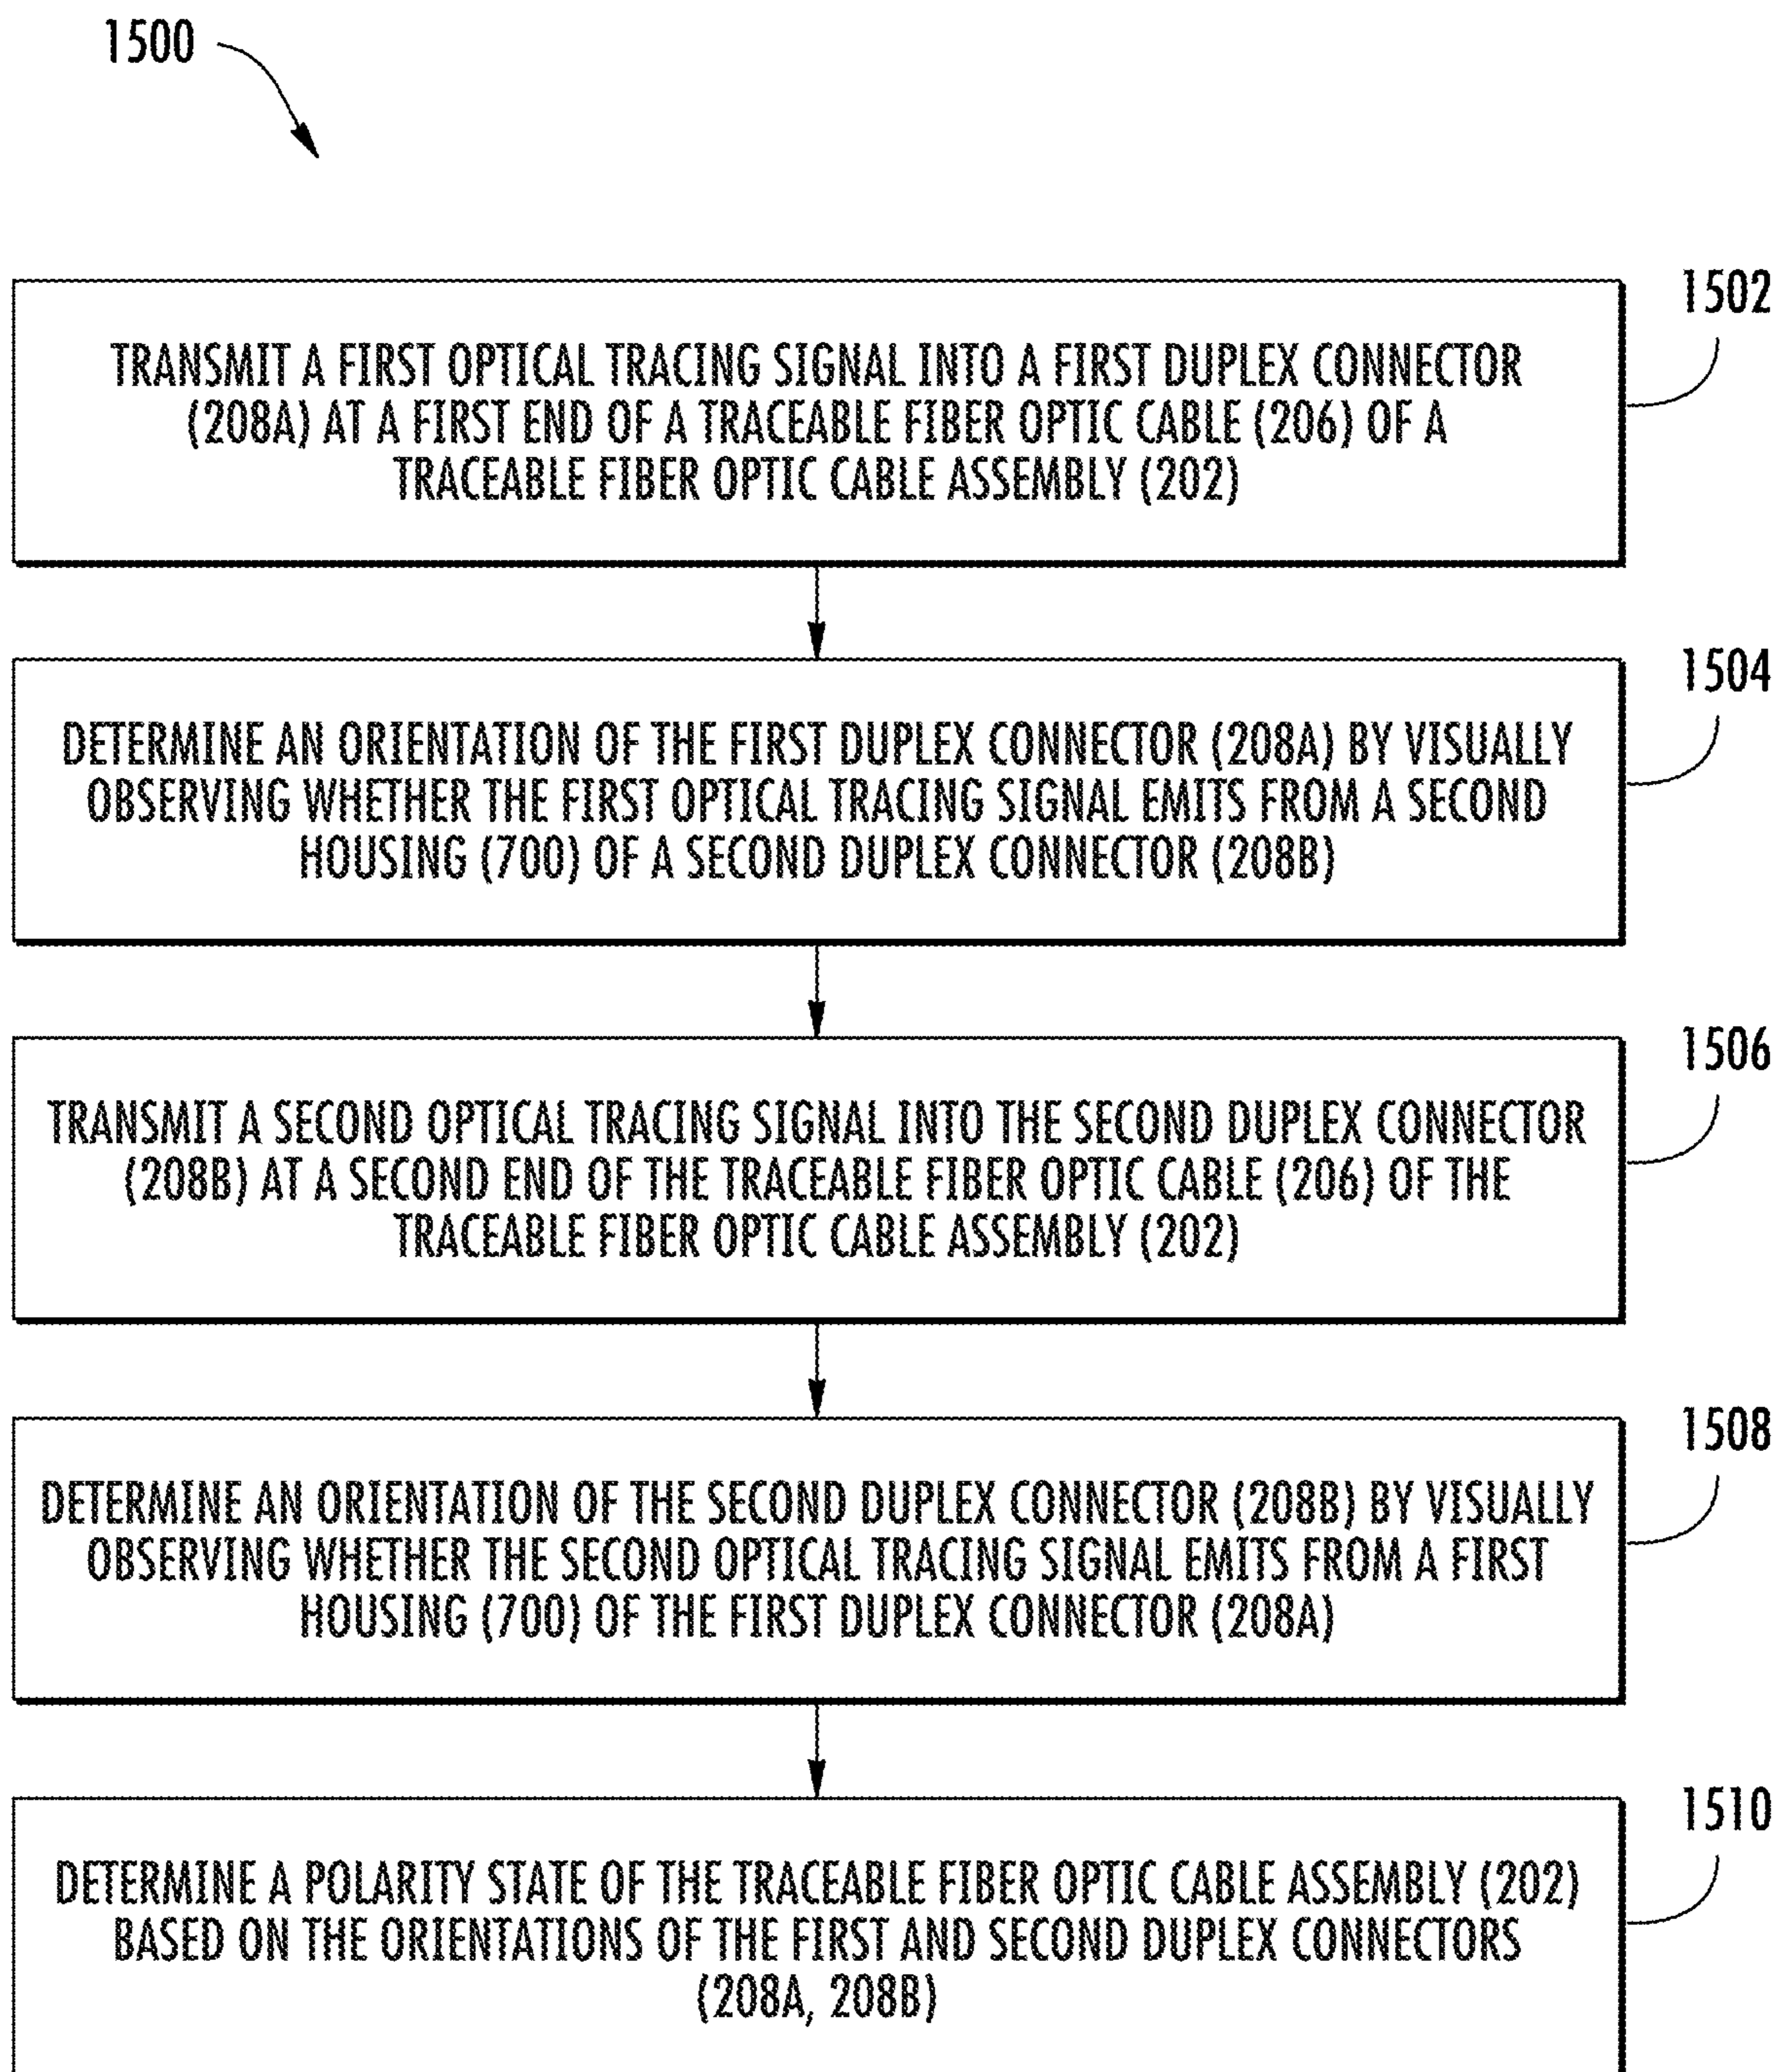 1500
1502
TRANSMIT A FIRST OPTICAL TRACING SIGNAL INTO A FIRST DUPLEX CONNECTOR
(208A) AT A FIRST END OF A TRACEABLE FIBER OPTIC CABLE (206) OF A
TRACEABLE FIBER OPTIC CABLE ASSEMBLY (202)
1504
DETERMINE AN ORIENTATION OF THE FIRST DUPLEX CONNECTOR (208A) BY VISUALLY
OBSERVING WHETHER THE FIRST OPTICAL TRACING SIGNAL EMITS FROM A SECOND
HOUSING (700) OF A SECOND DUPLEX CONNECTOR (208B)
1506
TRANSMIT A SECOND OPTICAL TRACING SIGNAL INTO THE SECOND DUPLEX CONNECTOR
(208B) AT A SECOND END OF THE TRACEABLE FIBER OPTIC CABLE (206) OF THE
TRACEABLE FIBER OPTIC CABLE ASSEMBLY (202)
1508
DETERMINE AN ORIENTATION OF THE SECOND DUPLEX CONNECTOR (208B) BY VISUALLY
OBSERVING WHETHER THE SECOND OPTICAL TRACING SIGNAL EMITS FROM A FIRST
HOUSING (700) OF THE FIRST DUPLEX CONNECTOR (208A)
1510
DETERMINE A POLARITY STATE OF THE TRACEABLE FIBER OPTIC CABLE ASSEMBLY (202)
BASED ON THE ORIENTATIONS OF THE FIRST AND SECOND DUPLEX CONNECTORS
(208A, 208B)